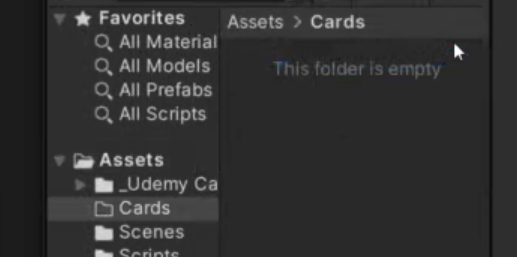 Favorites
All Material
All Models
All Prefabs
All Scripts
Assets
_Udemy Ca
Cards
Scenes
Scripts
Assets > Cards
This folder is empty